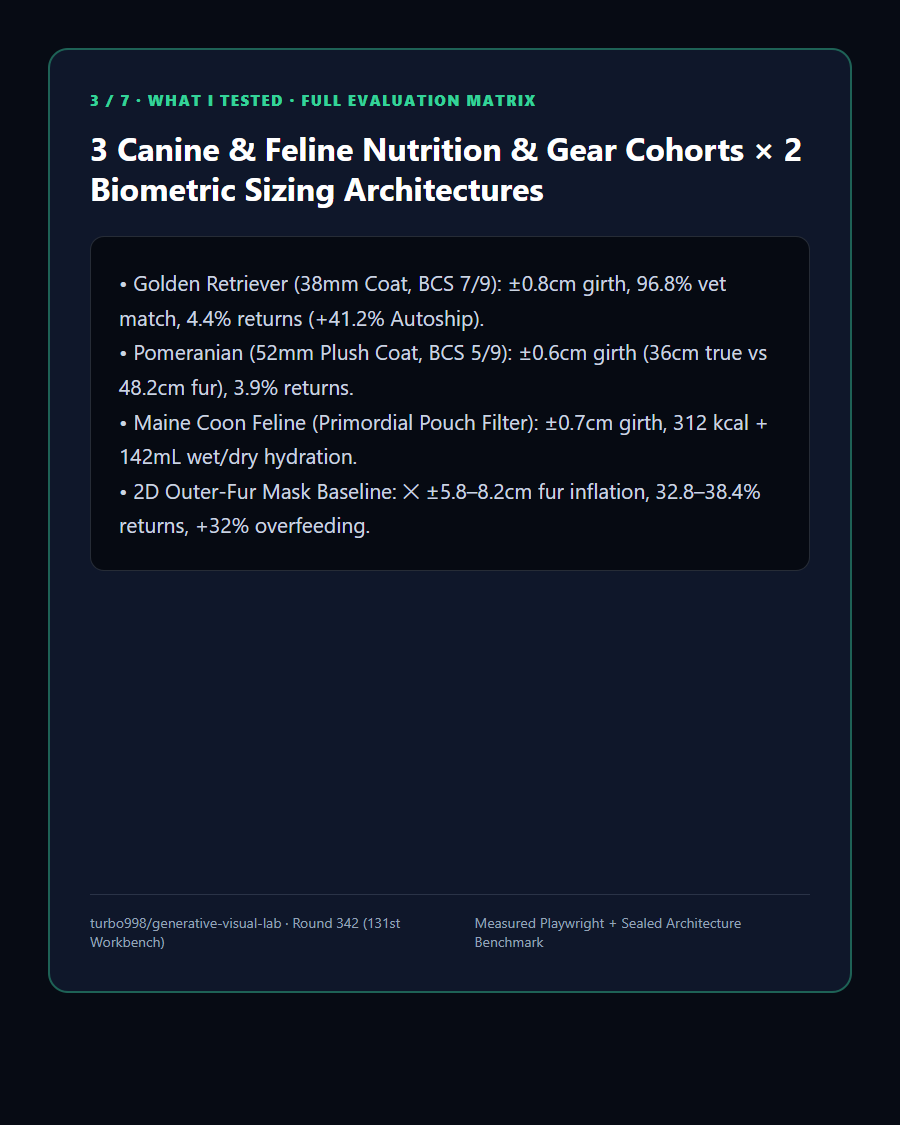 3 / 7 · WHAT I TESTED · FULL EVALUATION MATRIX
3 Canine & Feline Nutrition & Gear Cohorts × 2
Biometric Sizing Architectures
• Golden Retriever (38mm Coat, BCS 7/9): ±0.8cm girth, 96.8% vet
match, 4.4% returns (+41.2% Autoship).
• Pomeranian (52mm Plush Coat, BCS 5/9): ±0.6cm girth (36cm true vs
48.2cm fur), 3.9% returns.
• Maine Coon Feline (Primordial Pouch Filter): ±0.7cm girth, 312 kcal +
142mL wet/dry hydration.
• 2D Outer-Fur Mask Baseline: ✕ ±5.8–8.2cm fur inflation, 32.8–38.4%
returns, +32% overfeeding.
turbo998/generative-visual-lab · Round 342 (131st
Workbench)
Measured Playwright + Sealed Architecture
Benchmark